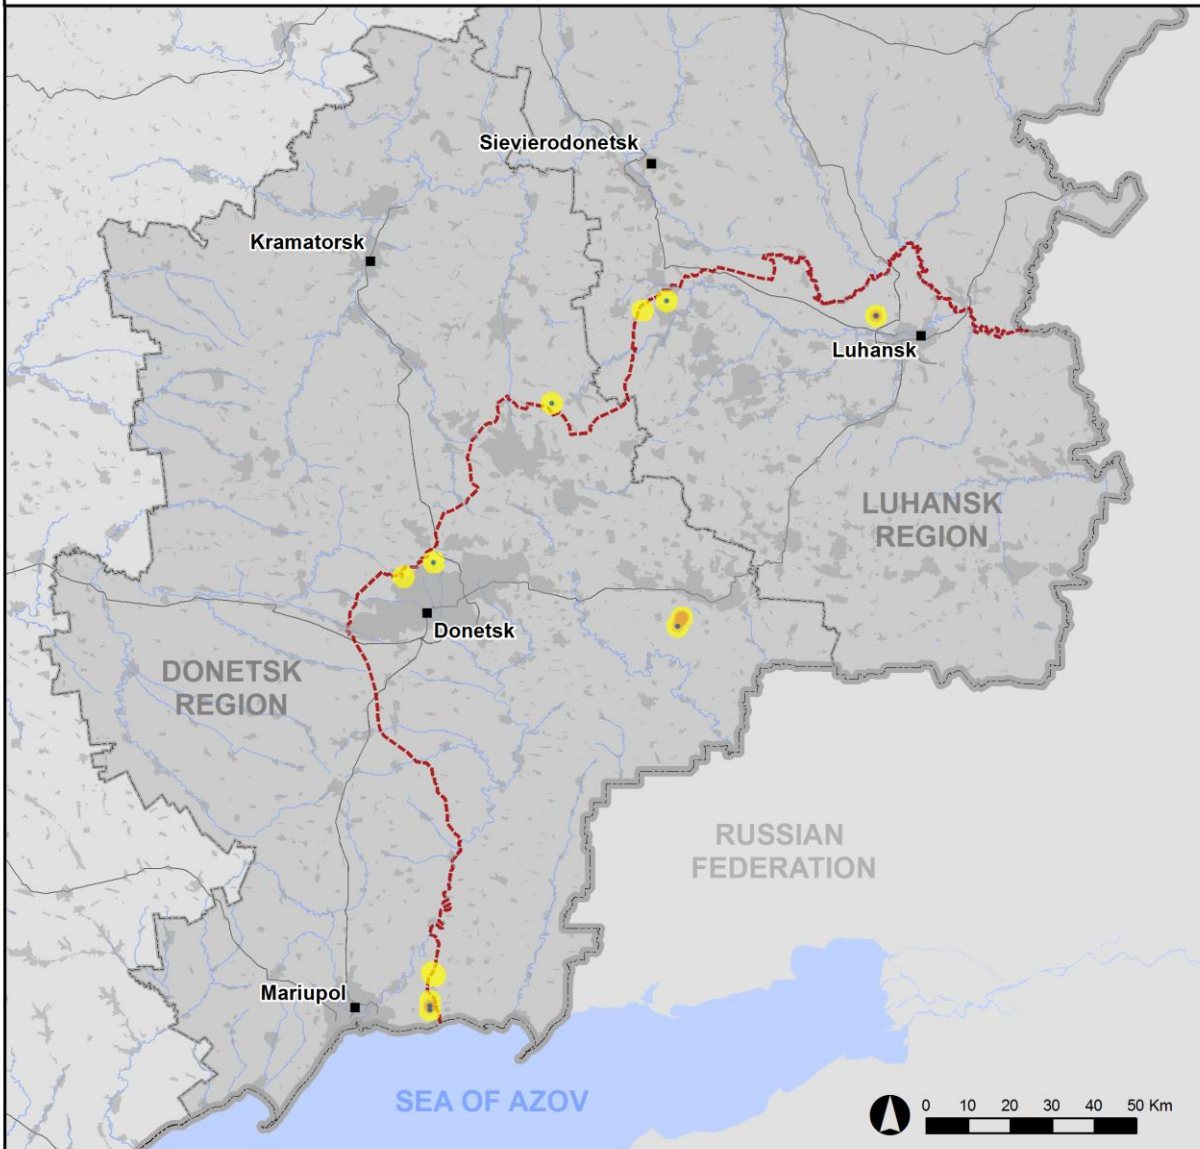 Sievierodonetsk
Kramatorsk
Luhansk
LUHANSK
REGION
Donetsk
DONETSK
REGION
RUSSIAN
FEDERATION
Mariupol
SEA OF AZOV
0 10 20 30 40 50 Km